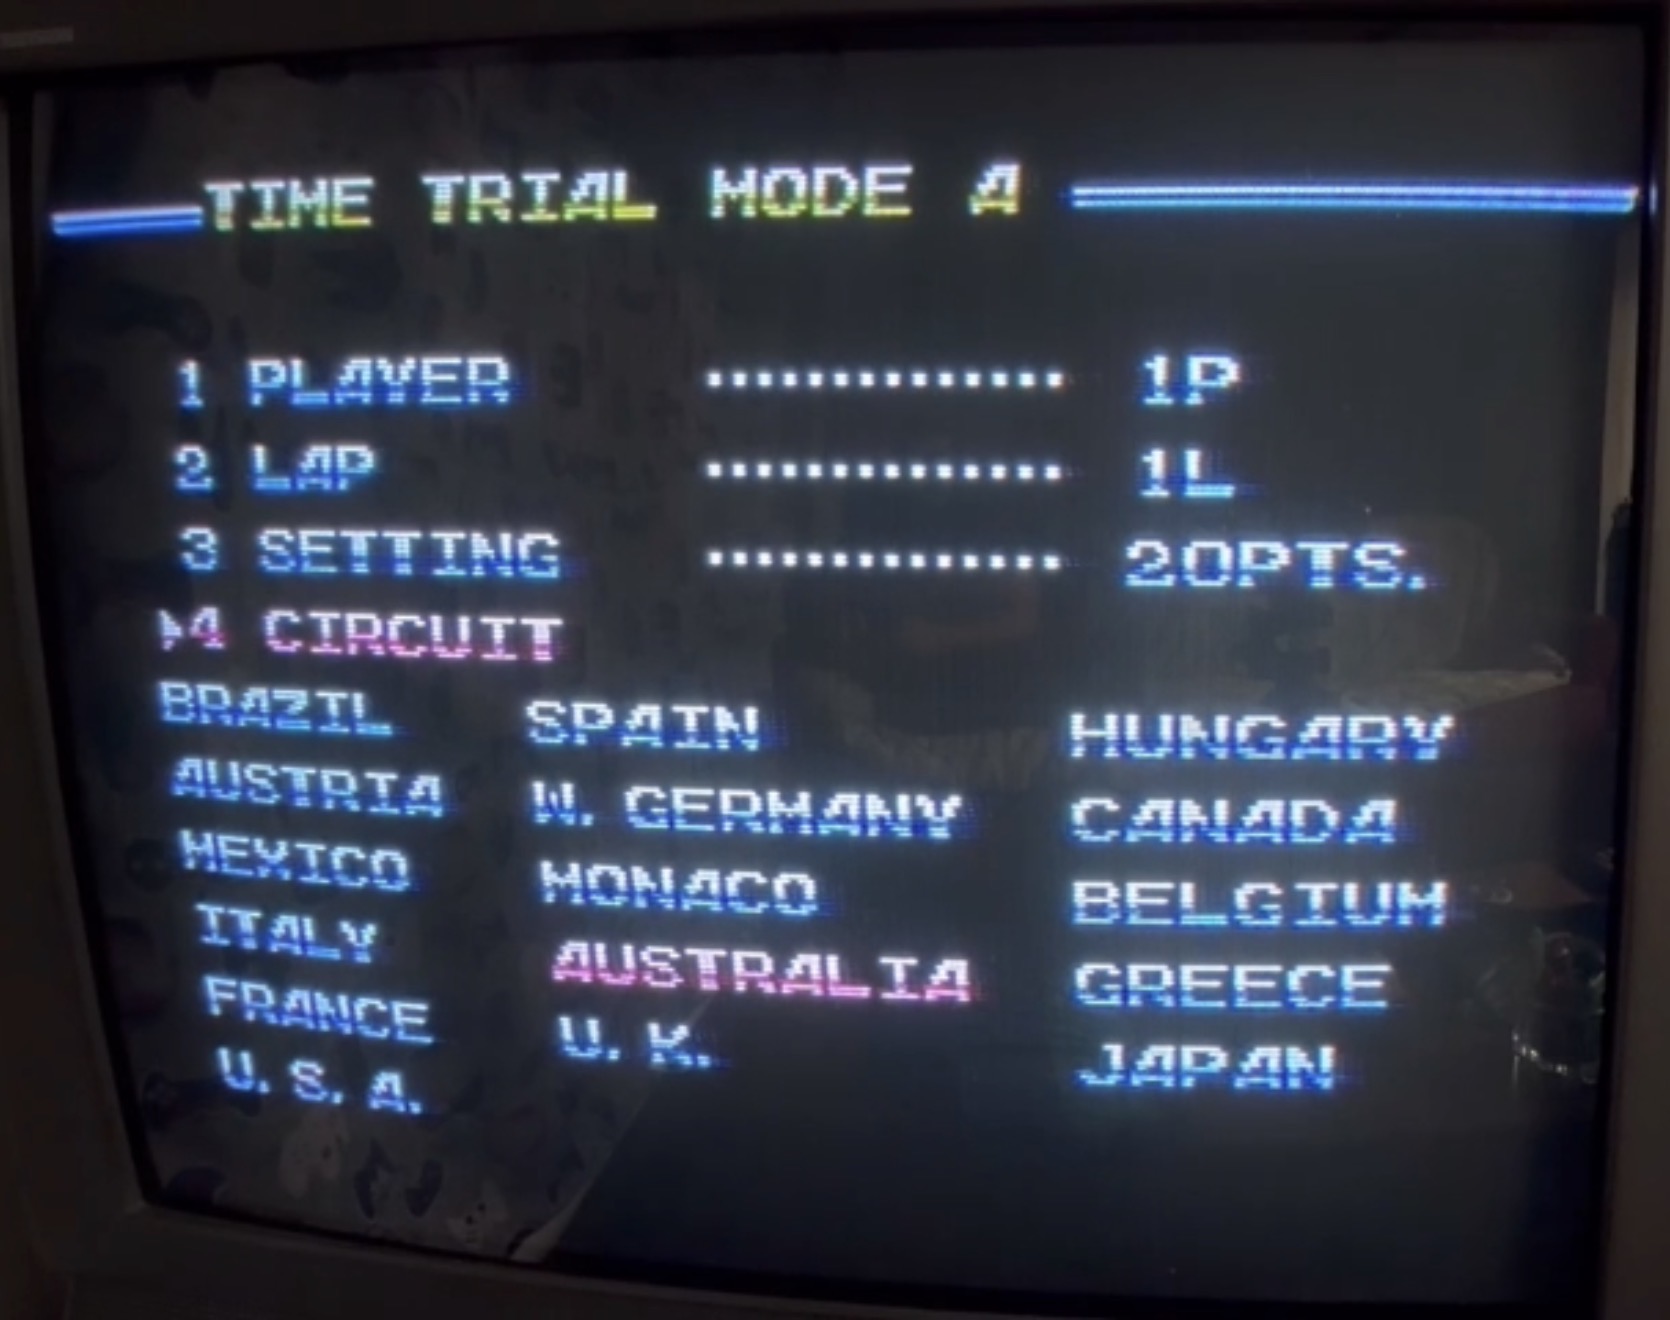 TIME TRIAL MODE A
1 PLAYER .............. 1P
2 LAP .............. 1L
3 SETTING .............. 20PTS.
▶4 CIRCUIT
BRAZIL SPAIN HUNGARY
AUSTRIA W. GERMANY CANADA
MEXICO MONACO BELGIUM
ITALY AUSTRALIA GREECE
FRANCE U. K. JAPAN
U. S. A.